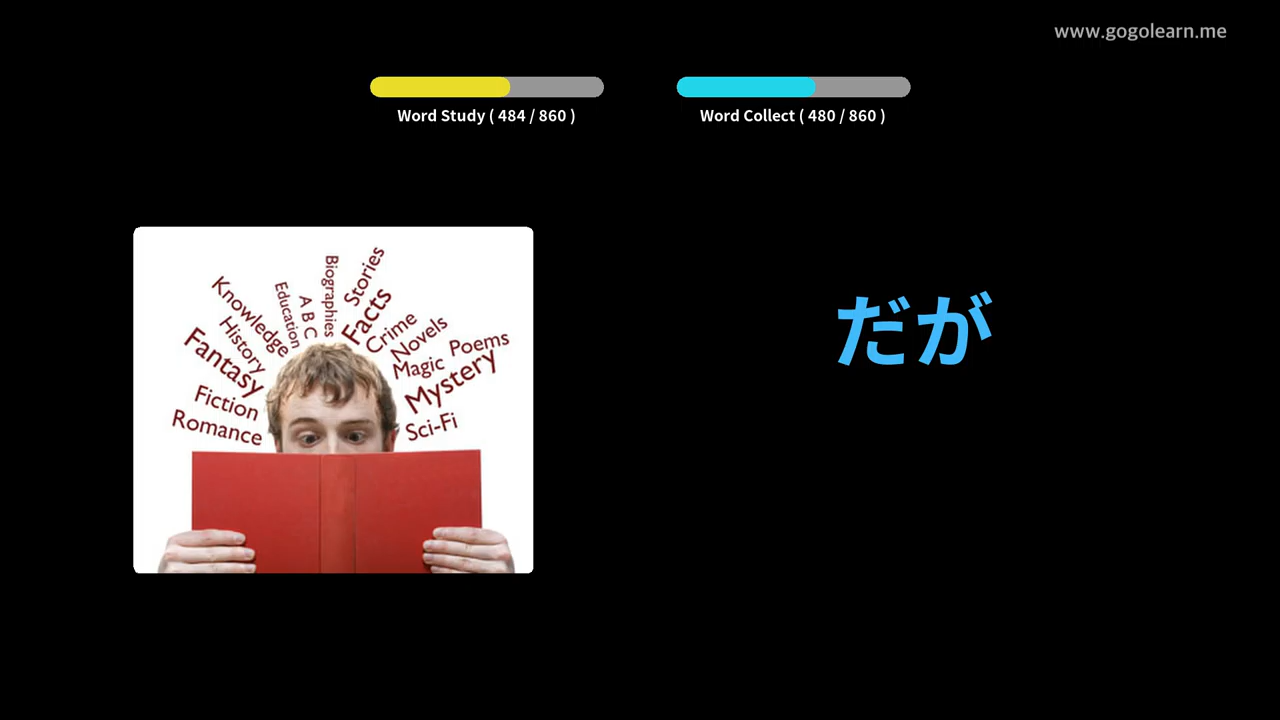 www.gogolearn.me
Word Study ( 484 / 860 )
Word Collect ( 480 / 860 )
だが
Knowledge
Education
A B C
Biographies
Stories
Facts
Crime
Novels
Poems
Magic
Mystery
Sci-Fi
History
Fantasy
Fiction
Romance